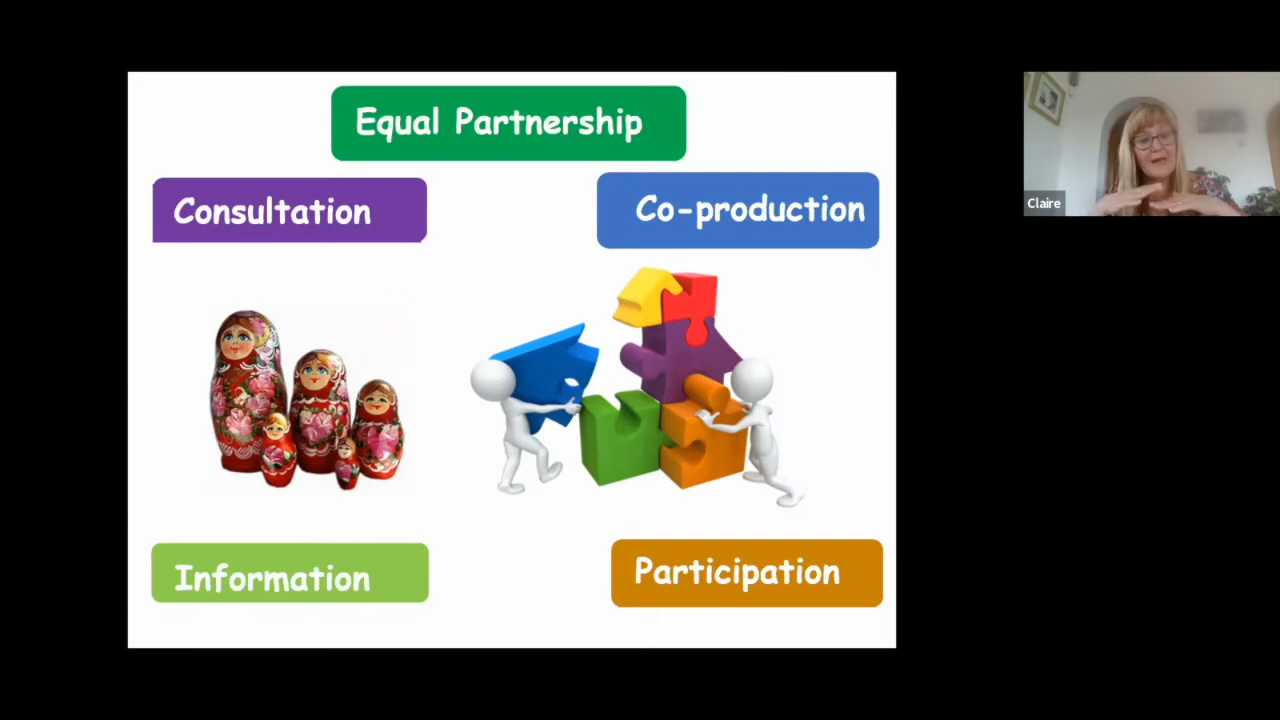 Equal Partnership
Consultation
Co-production
Information
Participation
Claire